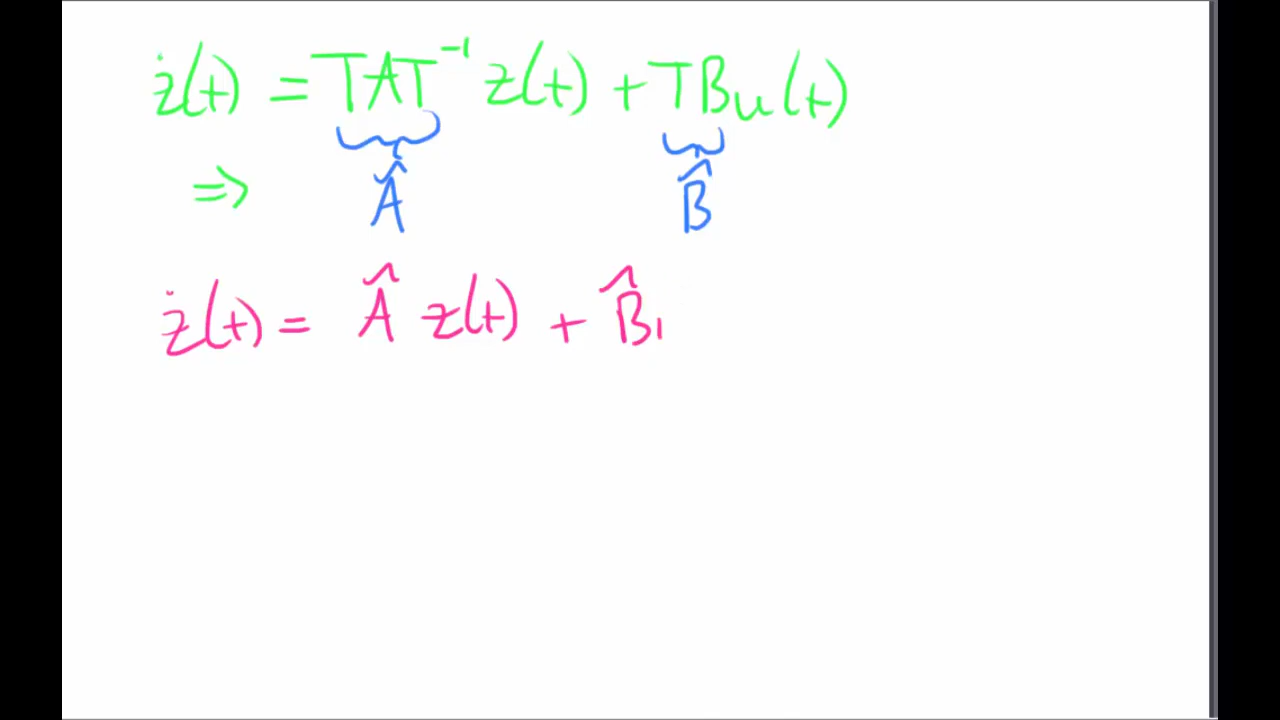 ż(t) = TAT⁻¹ z(t) + TBu(t)
⇒ Â B̂
ż(t) = Â z(t) + B̂